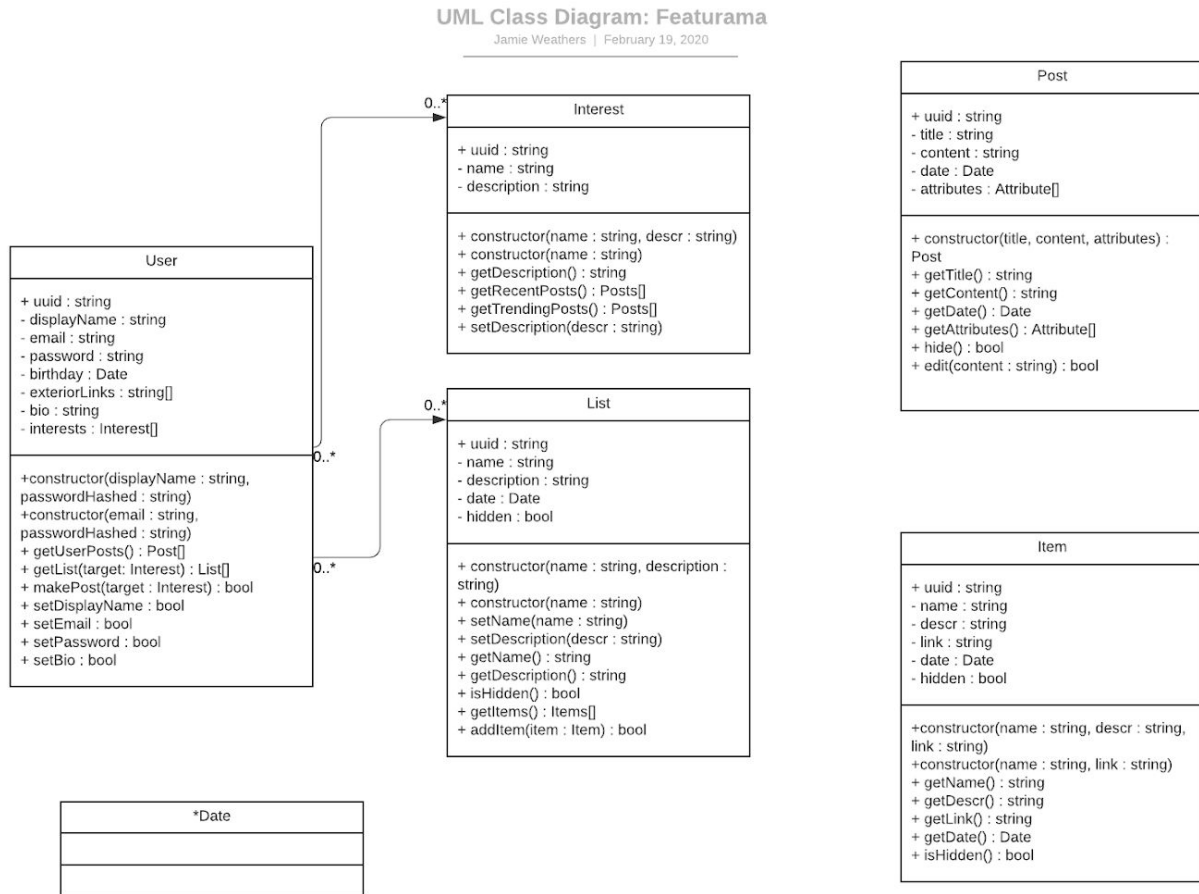 UML Class Diagram: Featurama
Jamie Weathers | February 19, 2020
User
+ uuid : string
- displayName : string
- email : string
- password : string
- birthday : Date
- exteriorLinks : string[]
- bio : string
- interests : Interest[]
+constructor(displayName : string,
passwordHashed : string)
+constructor(email : string,
passwordHashed : string)
+ getUserPosts() : Post[]
+ getList(target: Interest) : List[]
+ makePost(target : Interest) : bool
+ setDisplayName : bool
+ setEmail : bool
+ setPassword : bool
+ setBio : bool
0..*
0..*
0..*
Interest
+ uuid : string
- name : string
- description : string
+ constructor(name : string, descr : string)
+ constructor(name : string)
+ getDescription() : string
+ getRecentPosts() : Posts[]
+ getTrendingPosts() : Posts[]
+ setDescription(descr : string)
0..*
List
+ uuid : string
- name : string
- description : string
- date : Date
- hidden : bool
+ constructor(name : string, description :
string)
+ constructor(name : string)
+ setName(name : string)
+ setDescription(descr : string)
+ getName() : string
+ getDescription() : string
+ isHidden() : bool
+ getItems() : Items[]
+ addItem(item : Item) : bool
Post
+ uuid : string
- title : string
- content : string
- date : Date
- attributes : Attribute[]
+ constructor(title, content, attributes) :
Post
+ getTitle() : string
+ getContent() : string
+ getDate() : Date
+ getAttributes() : Attribute[]
+ hide() : bool
+ edit(content : string) : bool
Item
+ uuid : string
- name : string
- descr : string
- link : string
- date : Date
- hidden : bool
+constructor(name : string, descr : string,
link : string)
+constructor(name : string, link : string)
+ getName() : string
+ getDescr() : string
+ getLink() : string
+ getDate() : Date
+ isHidden() : bool
*Date